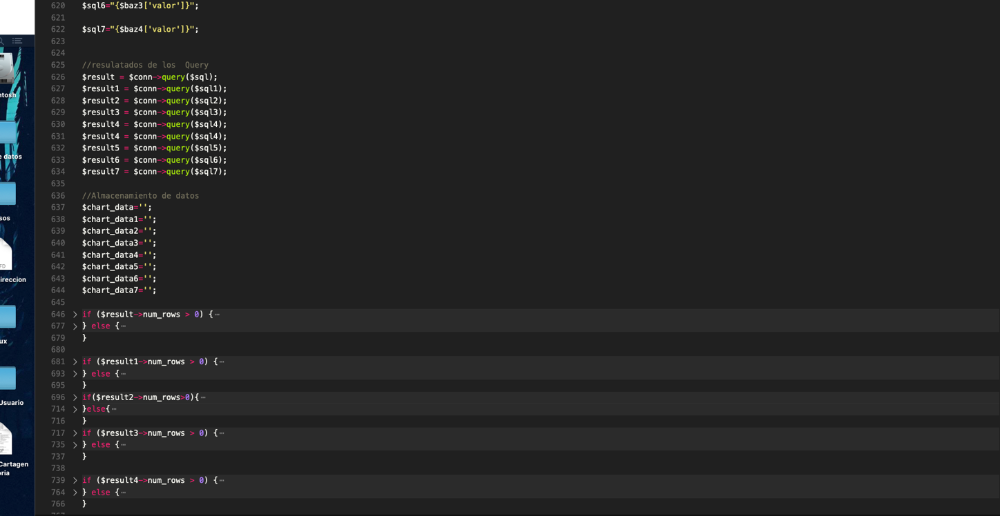 620 $sql6="{$baz3['valor']}";
621
622 $sql7="{$baz4['valor']}";
623
624
625 //resulatados de los  Query
626 $result = $conn->query($sql);
627 $result1 = $conn->query($sql1);
628 $result2 = $conn->query($sql2);
629 $result3 = $conn->query($sql3);
630 $result4 = $conn->query($sql4);
631 $result4 = $conn->query($sql4);
632 $result5 = $conn->query($sql5);
633 $result6 = $conn->query($sql6);
634 $result7 = $conn->query($sql7);
635
636 //Almacenamiento de datos
637 $chart_data='';
638 $chart_data1='';
639 $chart_data2='';
640 $chart_data3='';
641 $chart_data4='';
642 $chart_data5='';
643 $chart_data6='';
644 $chart_data7='';
645
646 if ($result->num_rows > 0) {⋯
677 } else {⋯
679 }
680
681 if ($result1->num_rows > 0) {⋯
693 } else {⋯
695 }
696 if($result2->num_rows>0){⋯
714 }else{⋯
716 }
717 if ($result3->num_rows > 0) {⋯
735 } else {⋯
737 }
738
739 if ($result4->num_rows > 0) {⋯
764 } else {⋯
766 }
ntosh
e datos
sos
ireccion
ux
Usuario
Cartagen
oria